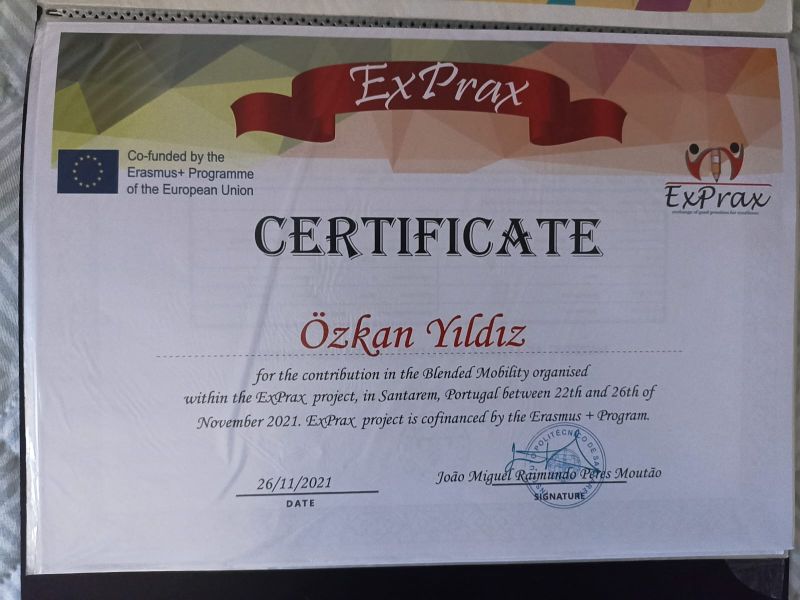 ExPrax
Co-funded by the
Erasmus+ Programme
of the European Union
ExPrax
exchange of good practices for excellence
CERTIFICATE
Özkan Yıldız
for the contribution in the Blended Mobility organised
within the ExPrax project, in Santarem, Portugal between 22th and 26th of
November 2021. ExPrax project is cofinanced by the Erasmus + Program.
26/11/2021
DATE
João Miguel Raimundo Peres Moutão
SIGNATURE
POLITÉCNICO DE